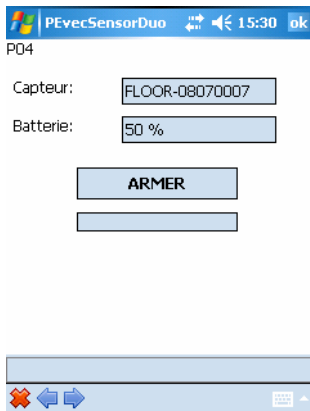 PEvecSensorDuo 15:30 ok
P04
Capteur: FLOOR-08070007
Batterie: 50 %
ARMER